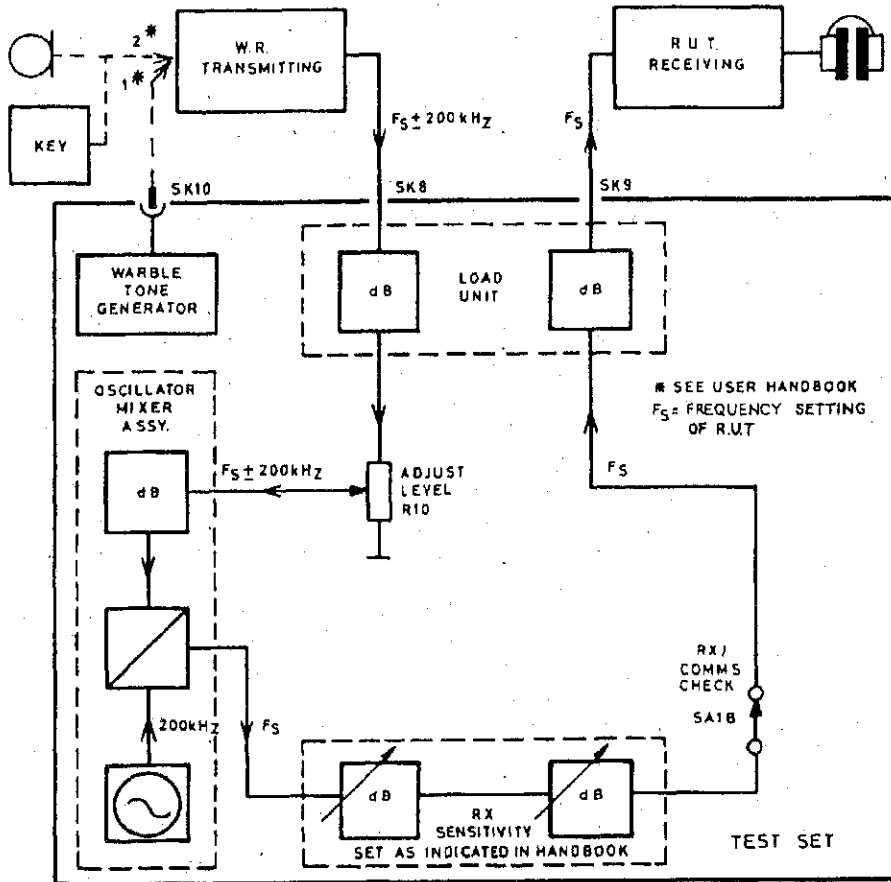 2*
1*
KEY
W.R.
TRANSMITTING
R.U.T.
RECEIVING
FS ± 200 kHz
FS
SK10
SK8
SK9
WARBLE
TONE
GENERATOR
dB
LOAD
UNIT
dB
OSCILLATOR
MIXER
ASSY.
dB
FS ± 200 kHz
ADJUST
LEVEL
R10
* SEE USER HANDBOOK
FS = FREQUENCY SETTING
OF R.U.T
FS
200 kHz
FS
RX/
COMMS
CHECK
SA1B
dB
dB
RX
SENSITIVITY
SET AS INDICATED IN HANDBOOK
TEST SET